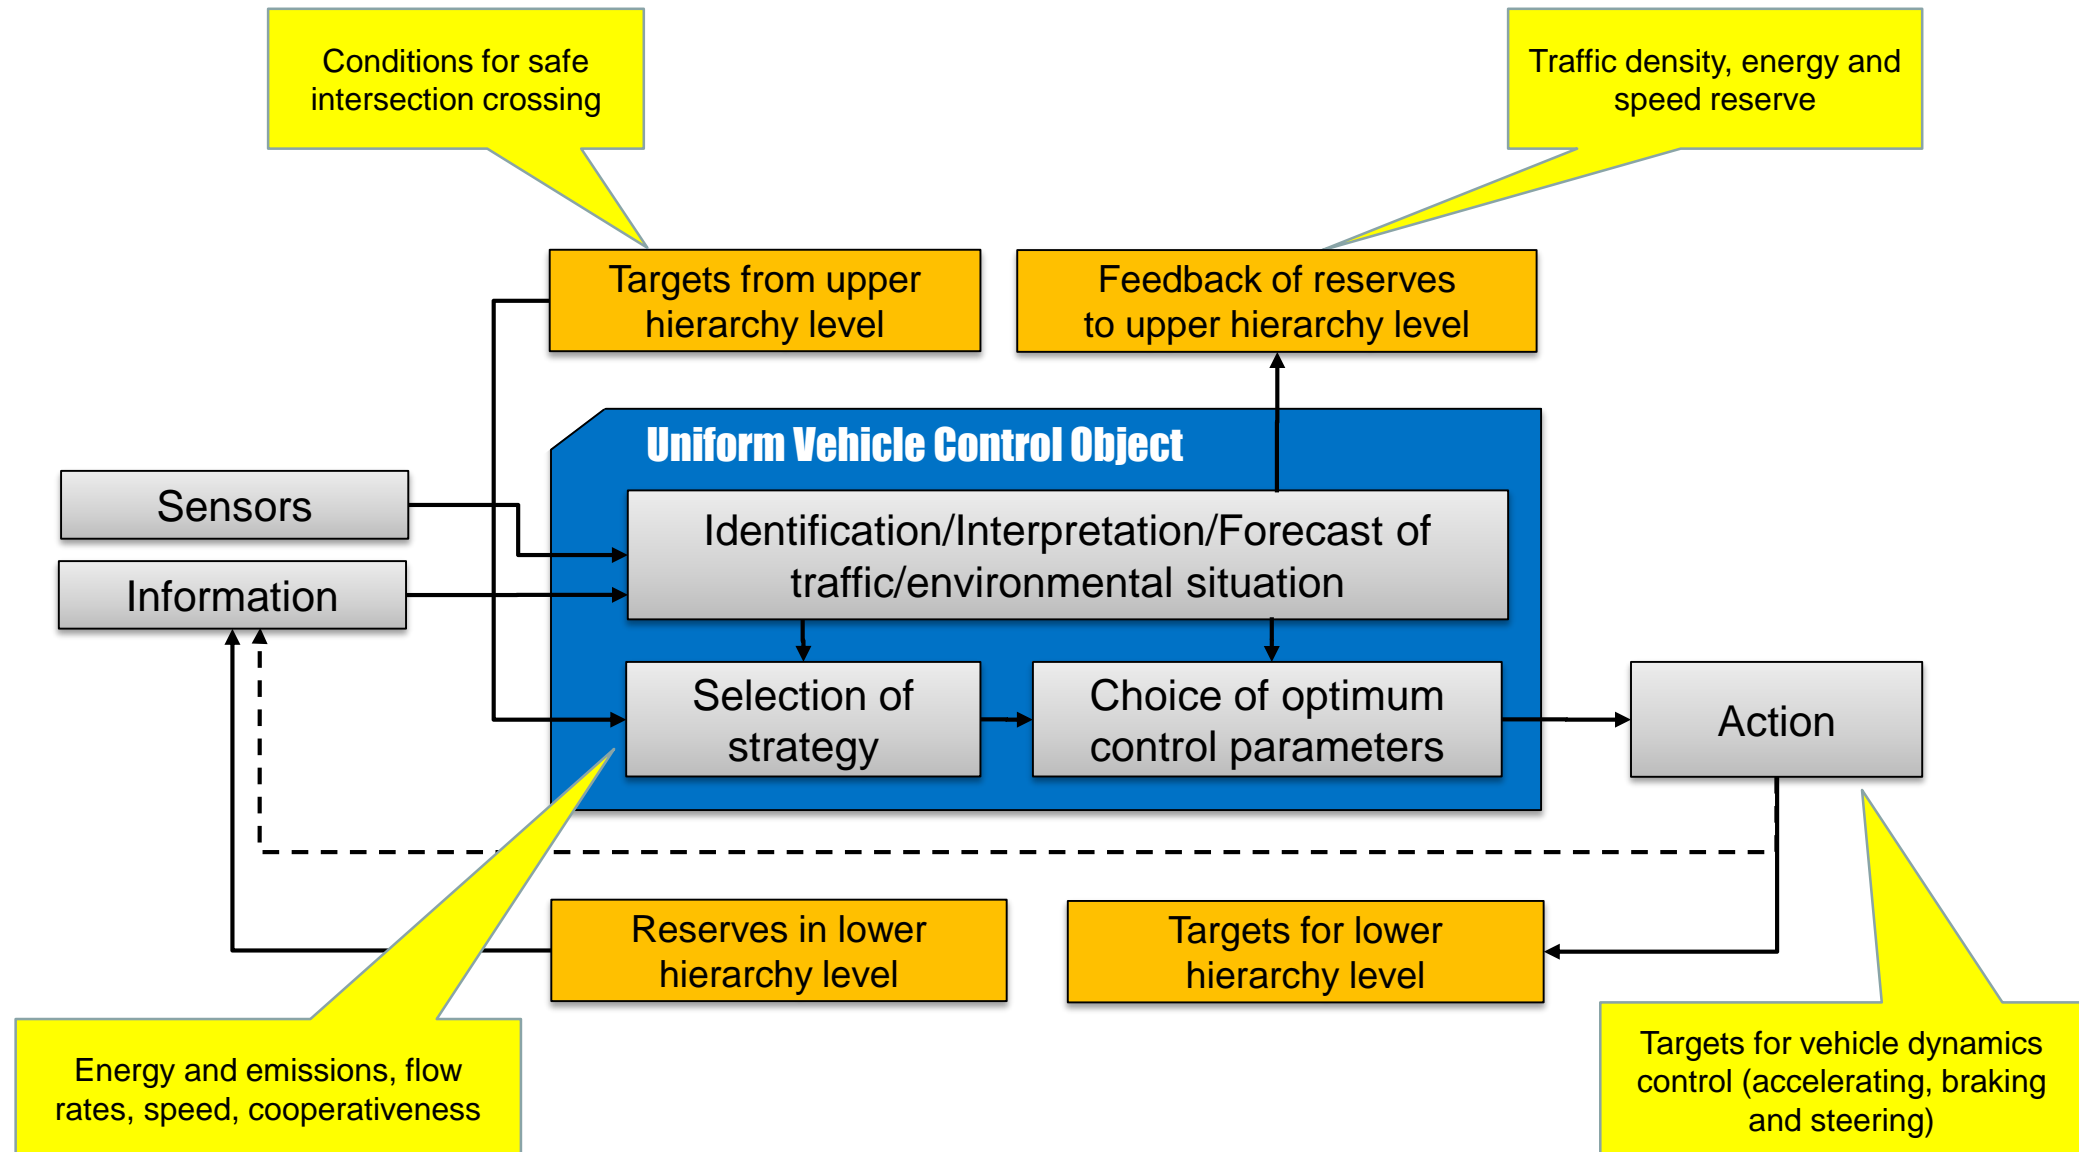 Conditions for safe
intersection crossing
Traffic density, energy and
speed reserve
Targets from upper
hierarchy level
Feedback of reserves
to upper hierarchy level
Uniform Vehicle Control Object
Sensors
Identification/Interpretation/Forecast of
traffic/environmental situation
Information
Selection of
strategy
Choice of optimum
control parameters
Action
Reserves in lower
hierarchy level
Targets for lower
hierarchy level
Energy and emissions, flow
rates, speed, cooperativeness
Targets for vehicle dynamics
control (accelerating, braking
and steering)